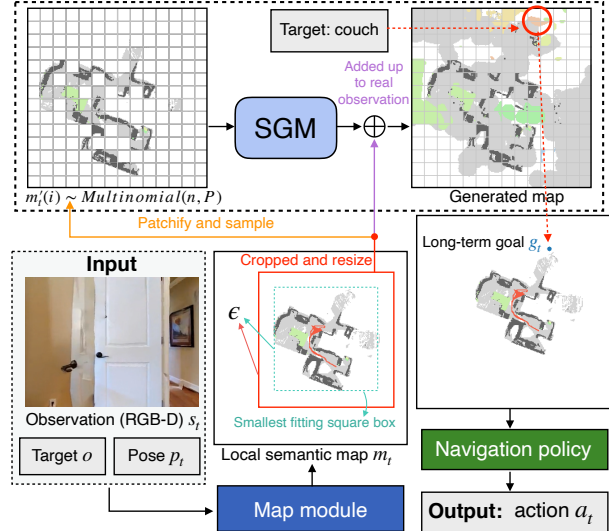 Target: couch
Added up
to real
observation
SGM
m′_t(i) ~ Multinomial(n, P)
Generated map
Patchify and sample
Input
Cropped and resize
Long-term goal g_t
ϵ
Observation (RGB-D) s_t
Smallest fitting square box
Target o
Pose p_t
Local semantic map m_t
Navigation policy
Map module
Output: action a_t